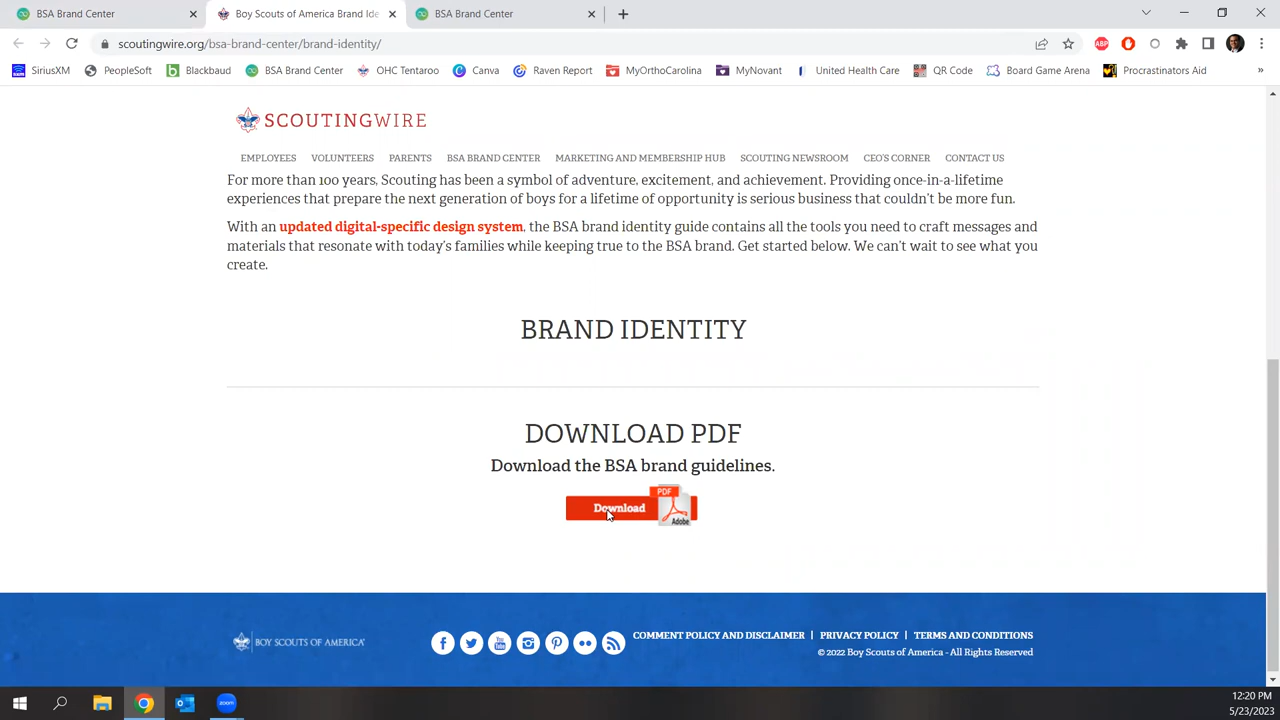 BSA Brand Center
Boy Scouts of America Brand Ide
BSA Brand Center
scoutingwire.org/bsa-brand-center/brand-identity/
ABP
SiriusXM
PeopleSoft
Blackbaud
BSA Brand Center
OHC Temtaroo
Canva
Raven Report
MyOrthoCarolina
MyNovant
United Health Care
QR Code
Board Game Arena
Procrastinators Aid
»
SCOUTINGWIRE
EMPLOYEES VOLUNTEERS PARENTS BSA BRAND CENTER MARKETING AND MEMBERSHIP HUB SCOUTING NEWSROOM CEO'S CORNER CONTACT US
For more than 100 years, Scouting has been a symbol of adventure, excitement, and achievement. Providing once-in-a-lifetime
experiences that prepare the next generation of boys for a lifetime of opportunity is serious business that couldn't be more fun.
With an updated digital-specific design system, the BSA brand identity guide contains all the tools you need to craft messages and
materials that resonate with today's families while keeping true to the BSA brand. Get started below. We can't wait to see what you
create.
BRAND IDENTITY
DOWNLOAD PDF
Download the BSA brand guidelines.
Download
PDF
Adobe
BOY SCOUTS OF AMERICA®
You Tube
COMMENT POLICY AND DISCLAIMER | PRIVACY POLICY | TERMS AND CONDITIONS
© 2022 Boy Scouts of America - All Rights Reserved
zoom
12:20 PM
5/23/2023